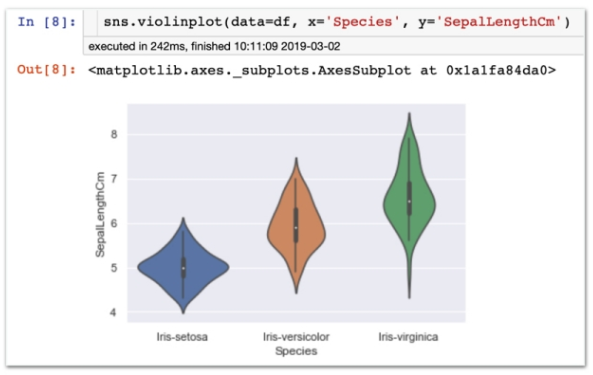 In [8]: sns.violinplot(data=df, x='Species', y='SepalLengthCm')
executed in 242ms, finished 10:11:09 2019-03-02
Out[8]: <matplotlib.axes._subplots.AxesSubplot at 0x1a1fa84da0>
8
7
SepalLengthCm
6
5
4
Iris-setosa Iris-versicolor Iris-virginica
Species